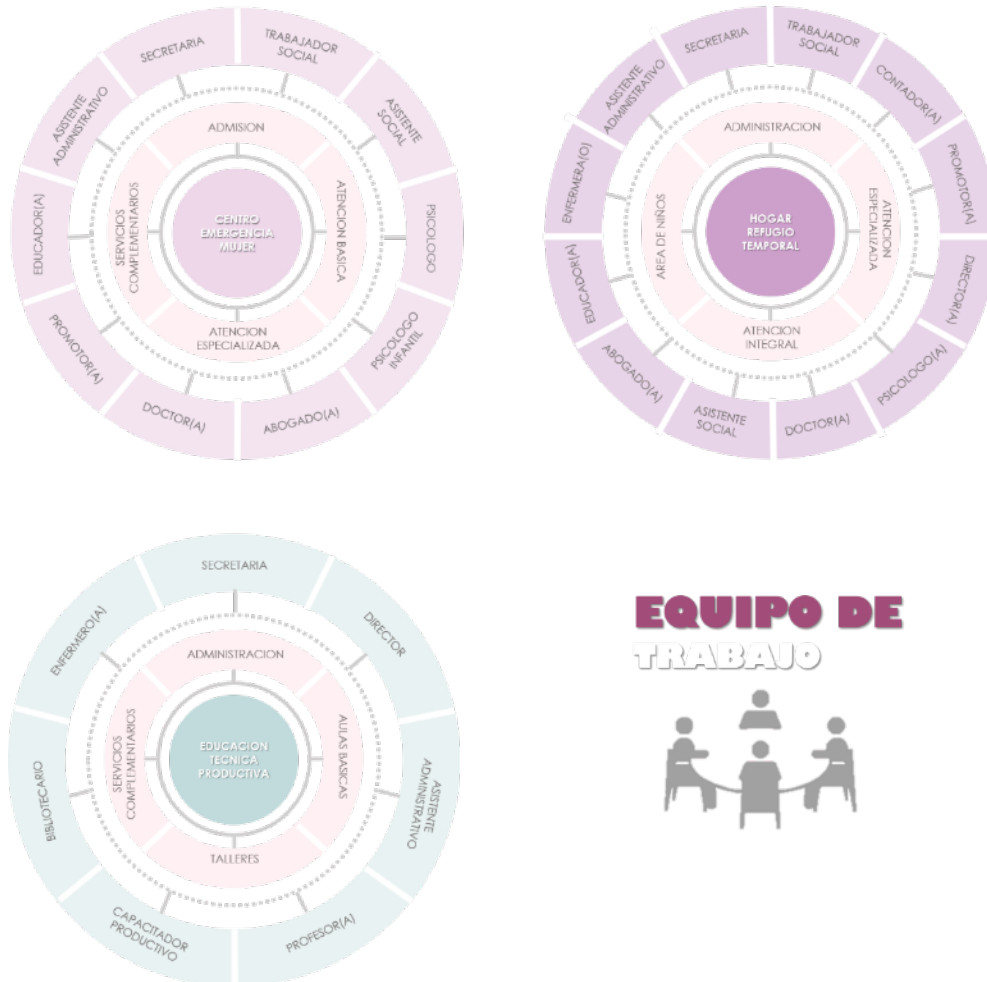 SECRETARIA
TRABAJADOR
SOCIAL
ASISTENTE
SOCIAL
PSICOLOGO
PSICOLOGO
INFANTIL
ABOGADO(A)
DOCTOR(A)
PROMOTOR(A)
EDUCADOR(A)
ASISTENTE
ADMINISTRATIVO
ADMISION
ATENCION BASICA
ATENCION
ESPECIALIZADA
SERVICIOS
COMPLEMENTARIOS
CENTRO
EMERGENCIA
MUJER
SECRETARIA
TRABAJADOR
SOCIAL
CONTADOR(A)
PROMOTOR(A)
DIRECTOR(A)
PSICOLOGO(A)
DOCTOR(A)
ASISTENTE
SOCIAL
ABOGADO(A)
EDUCADOR(A)
ENFERMERA(O)
ASISTENTE
ADMINISTRATIVO
ADMINISTRACION
ATENCION
ESPECIALIZADA
ATENCION
INTEGRAL
AREA DE NIÑOS
HOGAR
REFUGIO
TEMPORAL
SECRETARIA
DIRECTOR
ASISTENTE
ADMINISTRATIVO
PROFESOR(A)
CAPACITADOR
PRODUCTIVO
BIBLIOTECARIO
ENFERMERO(A)
ADMINISTRACION
AULAS BASICAS
TALLERES
SERVICIOS
COMPLEMENTARIOS
EDUCACION
TECNICA
PRODUCTIVA
EQUIPO DE
TRABAJO